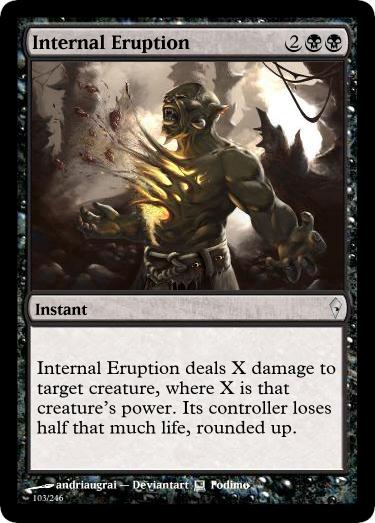 Internal Eruption 2
Instant
Internal Eruption deals X damage to
target creature, where X is that
creature's power. Its controller loses
half that much life, rounded up.
andriaugrai — Deviantart Podimo
103/246